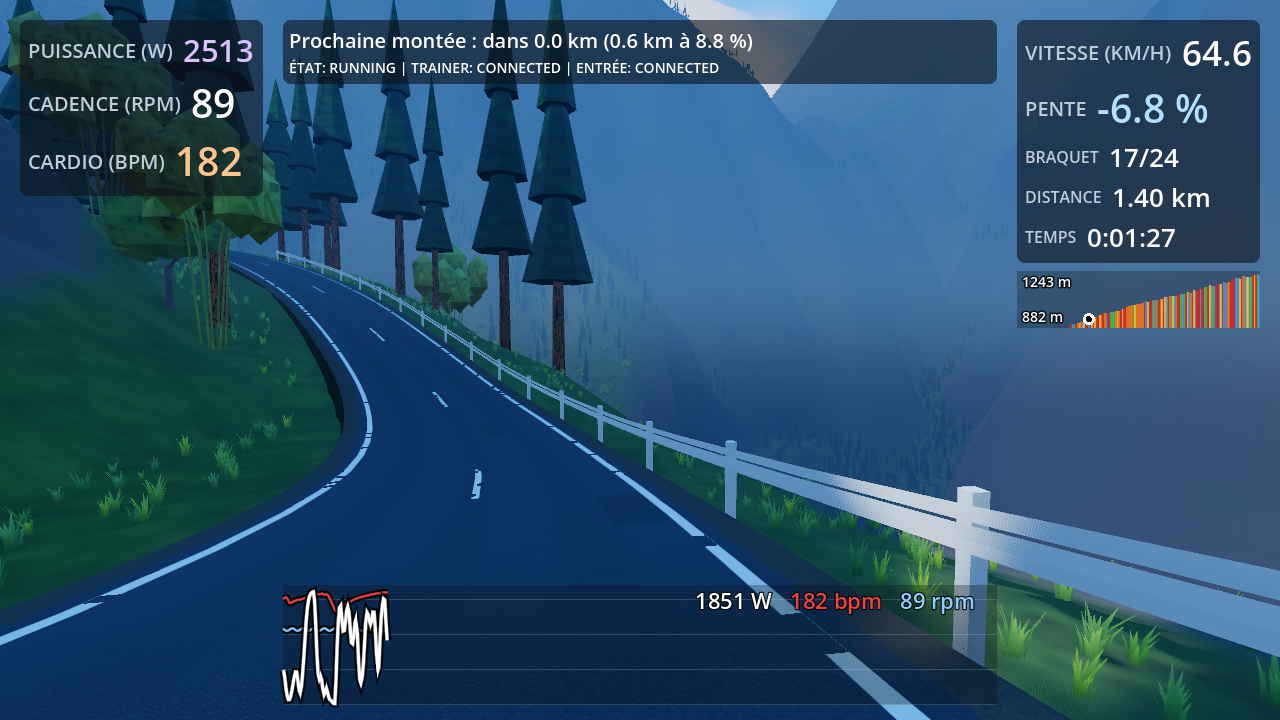 PUISSANCE (W) 2513
CADENCE (RPM) 89
CARDIO (BPM) 182
Prochaine montée : dans 0.0 km (0.6 km à 8.8 %)
ÉTAT: RUNNING | TRAINER: CONNECTED | ENTRÉE: CONNECTED
VITESSE (KM/H) 64.6
PENTE -6.8 %
BRAQUET 17/24
DISTANCE 1.40 km
TEMPS 0:01:27
1243 m
882 m
1851 W 182 bpm 89 rpm